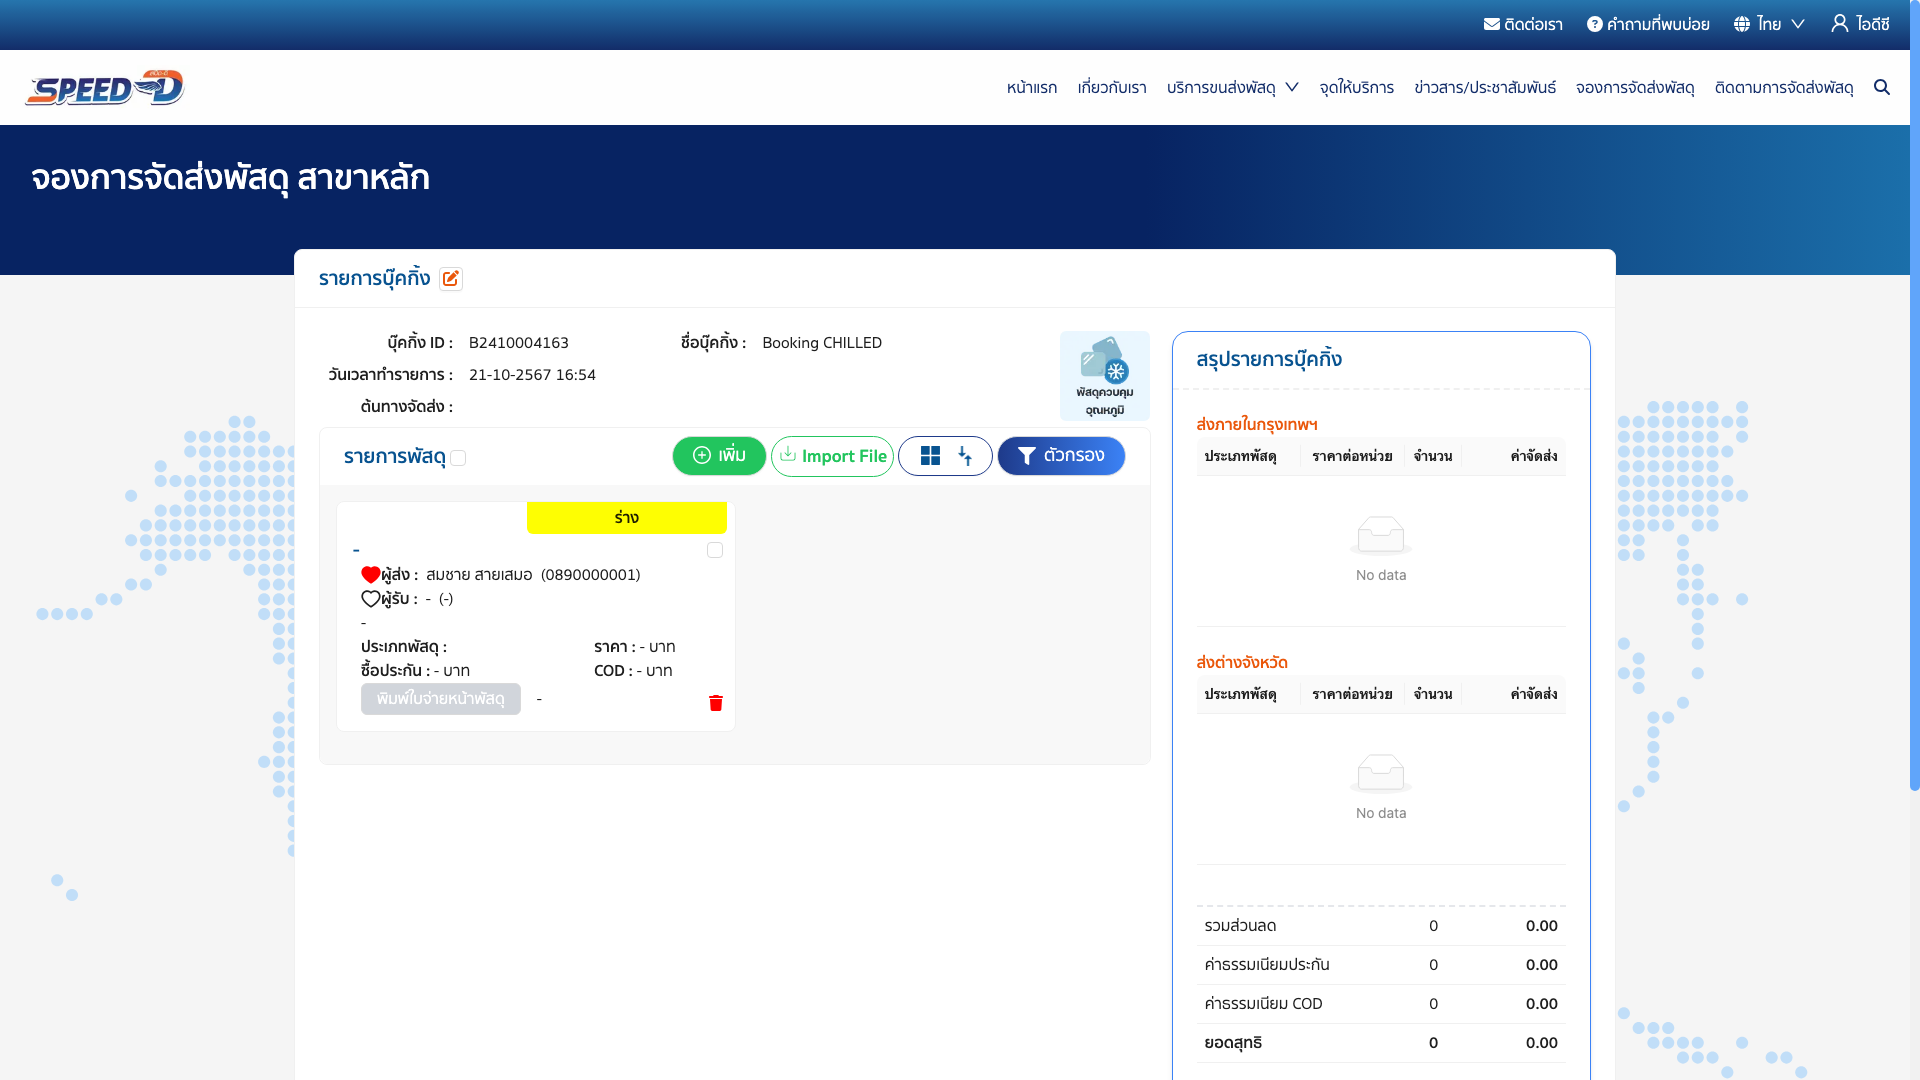 ติดต่อเรา คำถามที่พบบ่อย ไทย ไอดีซี
SPEED-D
หน้าแรก เกี่ยวกับเรา บริการขนส่งพัสดุ จุดให้บริการ ข่าวสาร/ประชาสัมพันธ์ จองการจัดส่งพัสดุ ติดตามการจัดส่งพัสดุ
จองการจัดส่งพัสดุ สาขาหลัก
รายการบุ๊คกิ้ง
บุ๊คกิ้ง ID : B2410004163 ชื่อบุ๊คกิ้ง : Booking CHILLED
วันเวลาทำรายการ : 21-10-2567 16:54
ต้นทางจัดส่ง :
พัสดุควบคุม
อุณหภูมิ
รายการพัสดุ เพิ่ม Import File ตัวกรอง
ร่าง
-
ผู้ส่ง : สมชาย สายเสมอ (0890000001)
ผู้รับ : - (-)
-
ประเภทพัสดุ : ราคา : - บาท
ซื้อประกัน : - บาท COD : - บาท
พิมพ์ใบจ่ายหน้าพัสดุ -
สรุปรายการบุ๊คกิ้ง
ส่งภายในกรุงเทพฯ
ประเภทพัสดุ ราคาต่อหน่วย จำนวน ค่าจัดส่ง
No data
ส่งต่างจังหวัด
ประเภทพัสดุ ราคาต่อหน่วย จำนวน ค่าจัดส่ง
No data
รวมส่วนลด 0 0.00
ค่าธรรมเนียมประกัน 0 0.00
ค่าธรรมเนียม COD 0 0.00
ยอดสุทธิ 0 0.00